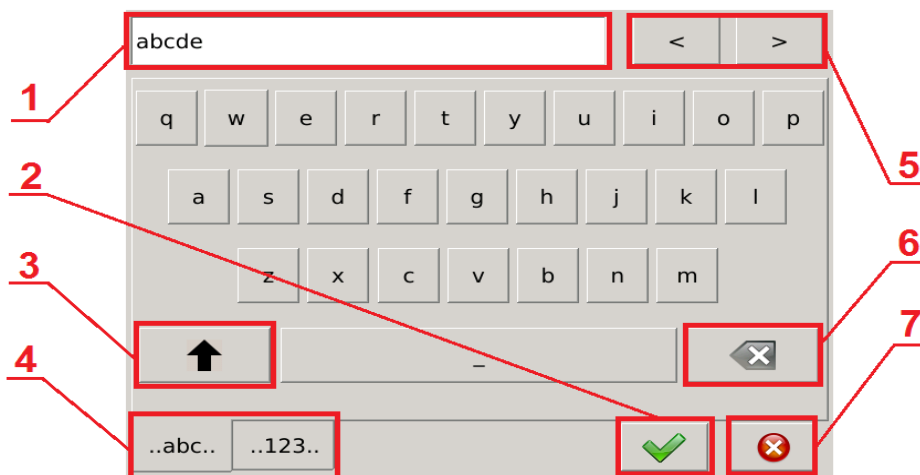 abcde < >
1
q w e r t y u i o p
2 5
a s d f g h j k l
3 6
z x c v b n m
7
4
_
..abc.. ..123..